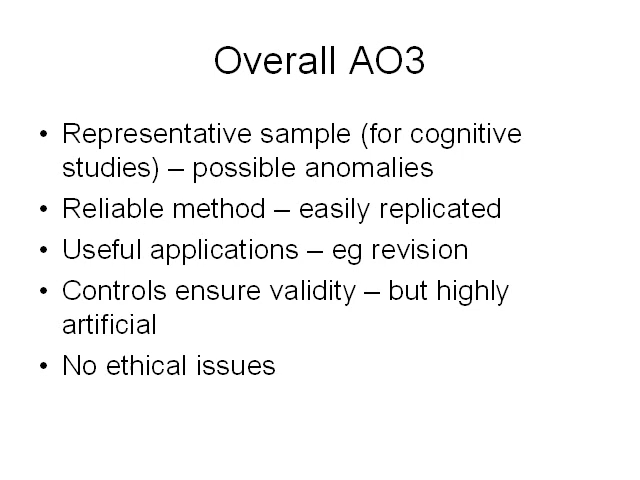 Overall AO3
• Representative sample (for cognitive
studies) – possible anomalies
• Reliable method – easily replicated
• Useful applications – eg revision
• Controls ensure validity – but highly
artificial
• No ethical issues